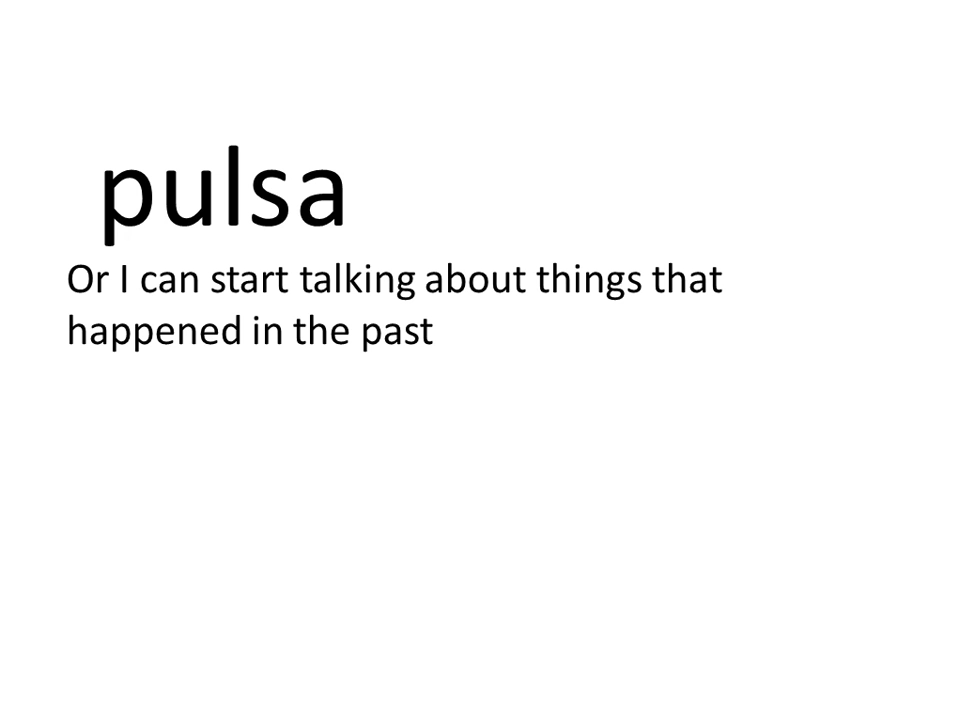 pulsa
Or I can start talking about things that
happened in the past